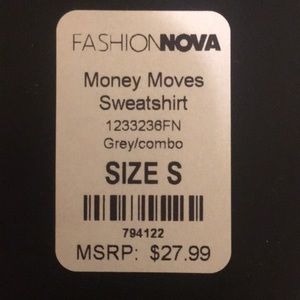 FASHIONNOVA
Money Moves
Sweatshirt
1233236FN
Grey/combo
SIZE S
794122
MSRP: $27.99